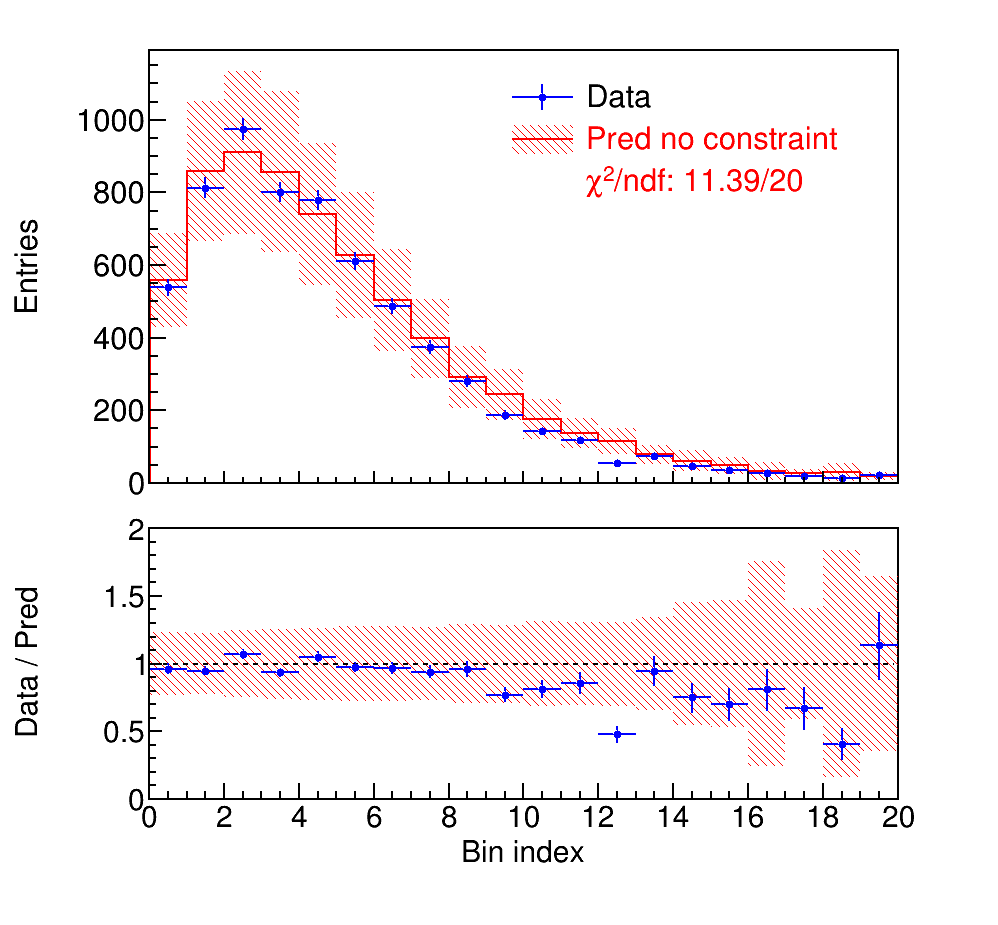 Data
Pred no constraint
χ²/ndf: 11.39/20
Entries
1000
800
600
400
200
0
Data / Pred
2
1.5
1
0.5
0
0 2 4 6 8 10 12 14 16 18 20
Bin index